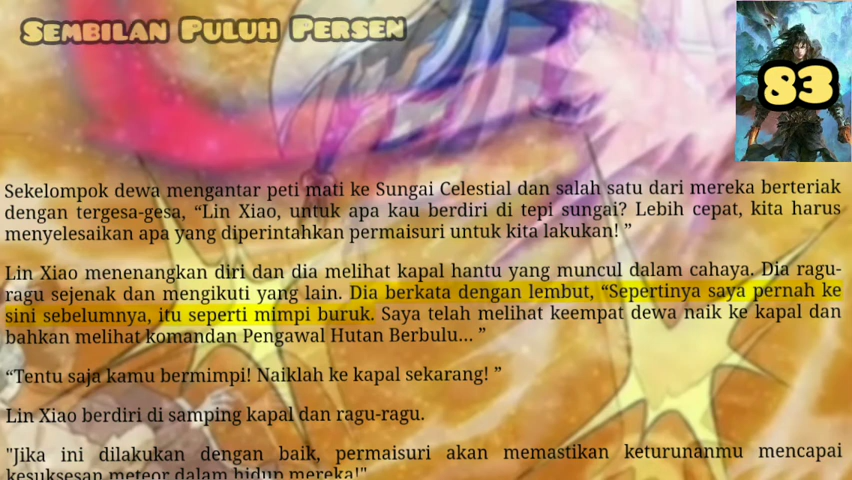 Sembilan Puluh Persen
83
Sekelompok dewa mengantar peti mati ke Sungai Celestial dan salah satu dari mereka berteriak
dengan tergesa-gesa, “Lin Xiao, untuk apa kau berdiri di tepi sungai? Lebih cepat, kita harus
menyelesaikan apa yang diperintahkan permaisuri untuk kita lakukan! ”
Lin Xiao menenangkan diri dan dia melihat kapal hantu yang muncul dalam cahaya. Dia ragu-
ragu sejenak dan mengikuti yang lain. Dia berkata dengan lembut, “Sepertinya saya pernah ke
sini sebelumnya, itu seperti mimpi buruk. Saya telah melihat keempat dewa naik ke kapal dan
bahkan melihat komandan Pengawal Hutan Berbulu... ”
“Tentu saja kamu bermimpi! Naiklah ke kapal sekarang! ”
Lin Xiao berdiri di samping kapal dan ragu-ragu.
"Jika ini dilakukan dengan baik, permaisuri akan memastikan keturunanmu mencapai
kesuksesan meteor dalam hidup mereka!"